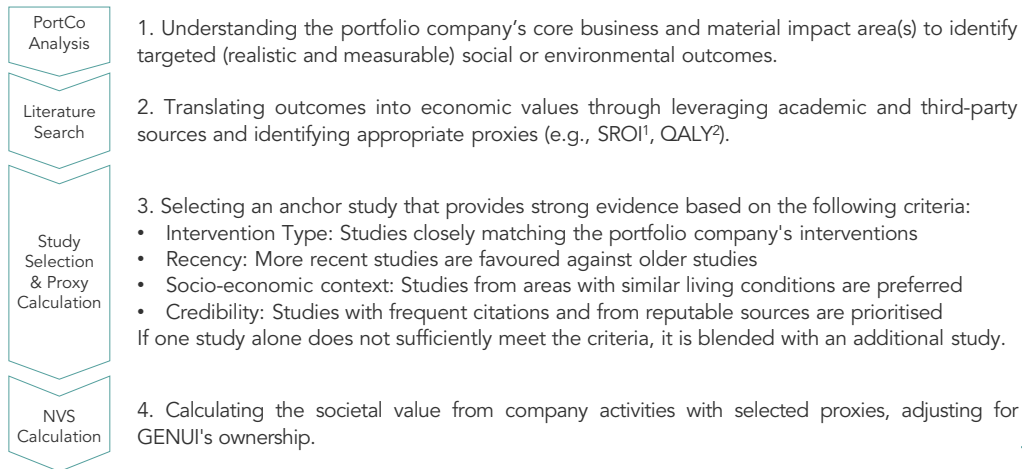 PortCo
Analysis
1. Understanding the portfolio company’s core business and material impact area(s) to identify
targeted (realistic and measurable) social or environmental outcomes.
Literature
Search
2. Translating outcomes into economic values through leveraging academic and third-party
sources and identifying appropriate proxies (e.g., SROI¹, QALY²).
Study
Selection
& Proxy
Calculation
3. Selecting an anchor study that provides strong evidence based on the following criteria:
• Intervention Type: Studies closely matching the portfolio company's interventions
• Recency: More recent studies are favoured against older studies
• Socio-economic context: Studies from areas with similar living conditions are preferred
• Credibility: Studies with frequent citations and from reputable sources are prioritised
If one study alone does not sufficiently meet the criteria, it is blended with an additional study.
NVS
Calculation
4. Calculating the societal value from company activities with selected proxies, adjusting for
GENUI's ownership.